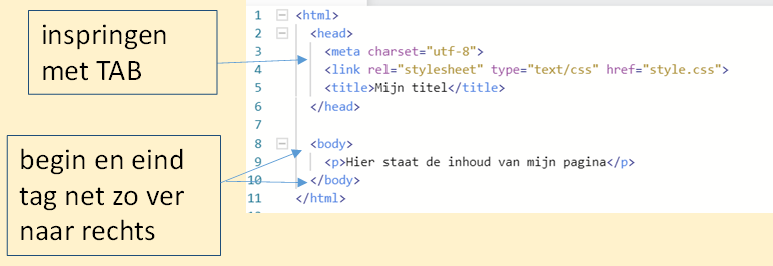 inspringen
met TAB
begin en eind
tag net zo ver
naar rechts
1 <html>
2 <head>
3 <meta charset="utf-8">
4 <link rel="stylesheet" type="text/css" href="style.css">
5 <title>Mijn titel</title>
6 </head>
7
8 <body>
9 <p>Hier staat de inhoud van mijn pagina</p>
10 </body>
11 </html>